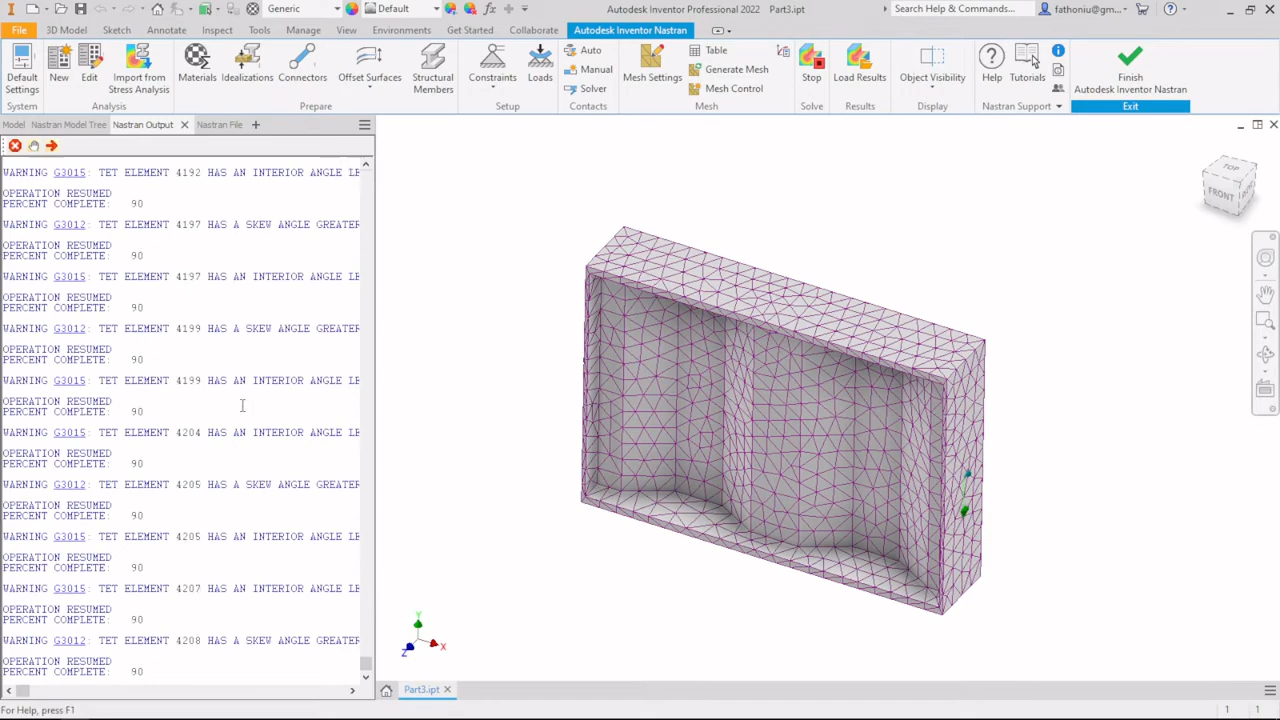 Generic
Default
Autodesk Inventor Professional 2022 Part3.ipt
Search Help & Commands...
fathoniu@gm...
File 3D Model Sketch Annotate Inspect Tools Manage View Environments Get Started Collaborate Autodesk Inventor Nastran
Default Settings
New
Edit
Import from Stress Analysis
Materials
Idealizations
Connectors
Offset Surfaces
Structural Members
Constraints
Loads
Auto
Manual
Solver
Mesh Settings
Table
Generate Mesh
Mesh Control
Stop
Load Results
Object Visibility
Help
Tutorials
Finish Autodesk Inventor Nastran
System Analysis Prepare Setup Contacts Mesh Solve Results Display Nastran Support Exit
Model Nastran Model Tree Nastran Output Nastran File
WARNING G3015: TET ELEMENT 4192 HAS AN INTERIOR ANGLE LE
OPERATION RESUMED
PERCENT COMPLETE: 90
WARNING G3012: TET ELEMENT 4197 HAS A SKEW ANGLE GREATER
OPERATION RESUMED
PERCENT COMPLETE: 90
WARNING G3015: TET ELEMENT 4197 HAS AN INTERIOR ANGLE LE
OPERATION RESUMED
PERCENT COMPLETE: 90
WARNING G3012: TET ELEMENT 4199 HAS A SKEW ANGLE GREATER
OPERATION RESUMED
PERCENT COMPLETE: 90
WARNING G3015: TET ELEMENT 4199 HAS AN INTERIOR ANGLE LE
OPERATION RESUMED
PERCENT COMPLETE: 90
WARNING G3015: TET ELEMENT 4204 HAS AN INTERIOR ANGLE LE
OPERATION RESUMED
PERCENT COMPLETE: 90
WARNING G3012: TET ELEMENT 4205 HAS A SKEW ANGLE GREATER
OPERATION RESUMED
PERCENT COMPLETE: 90
WARNING G3015: TET ELEMENT 4205 HAS AN INTERIOR ANGLE LE
OPERATION RESUMED
PERCENT COMPLETE: 90
WARNING G3015: TET ELEMENT 4207 HAS AN INTERIOR ANGLE LE
OPERATION RESUMED
PERCENT COMPLETE: 90
WARNING G3012: TET ELEMENT 4208 HAS A SKEW ANGLE GREATER
OPERATION RESUMED
PERCENT COMPLETE: 90
TOP
FRONT
Y
Z
X
Part3.ipt
For Help, press F1
1 1